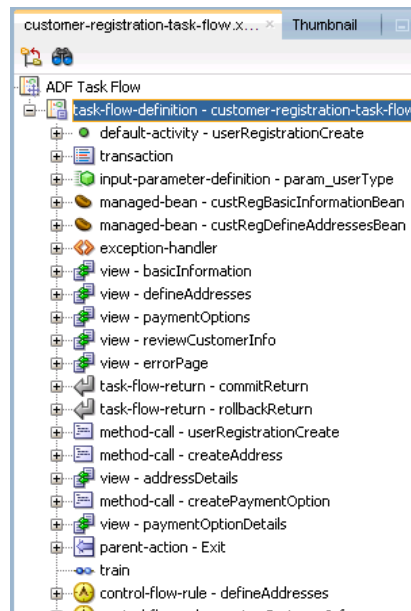 customer-registration-task-flow.x... Thumbnail
ADF Task Flow
task-flow-definition - customer-registration-task-flow
default-activity - userRegistrationCreate
transaction
input-parameter-definition - param_userType
managed-bean - custRegBasicInformationBean
managed-bean - custRegDefineAddressesBean
exception-handler
view - basicInformation
view - defineAddresses
view - paymentOptions
view - reviewCustomerInfo
view - errorPage
task-flow-return - commitReturn
task-flow-return - rollbackReturn
method-call - userRegistrationCreate
method-call - createAddress
view - addressDetails
method-call - createPaymentOption
view - paymentOptionDetails
parent-action - Exit
train
control-flow-rule - defineAddresses